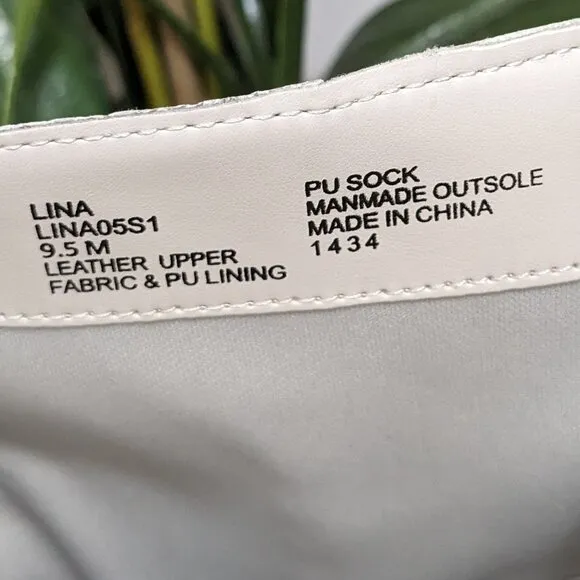 LINA
LINA05S1
9.5 M
LEATHER UPPER
FABRIC & PU LINING
PU SOCK
MANMADE OUTSOLE
MADE IN CHINA
1434